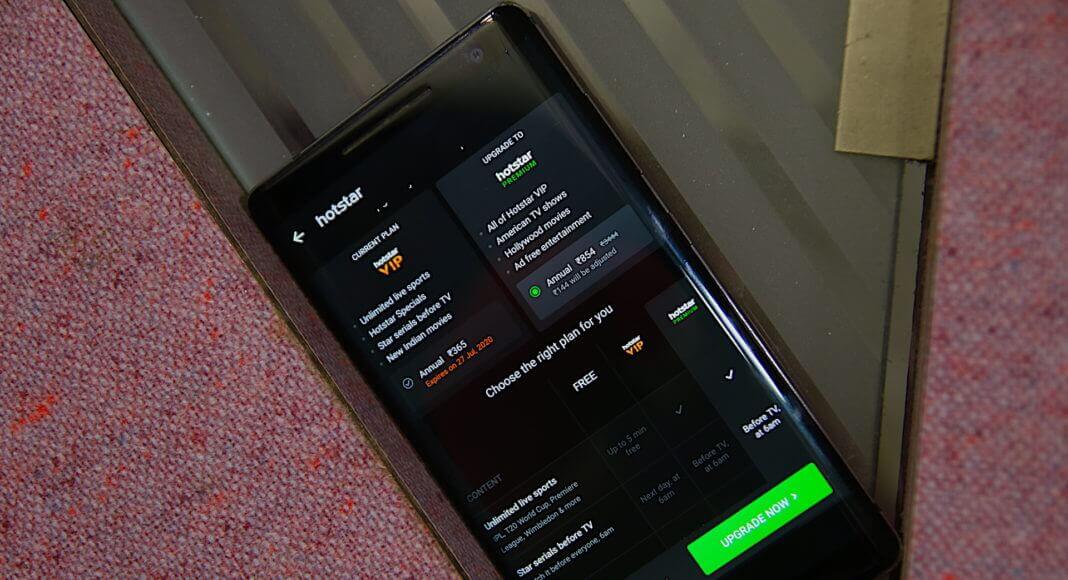 hotstar
CURRENT PLAN
hotstar
VIP
Unlimited live sports
Hotstar Specials
Star serials before TV
New Indian movies
Annual ₹365
Expires on 27 Jul, 2020
UPGRADE TO
hotstar
PREMIUM
All of Hotstar VIP
American TV shows
Hollywood movies
Ad free entertainment
Annual ₹854
₹144 will be adjusted
Choose the right plan for you
FREE
hotstar
VIP
hotstar
PREMIUM
CONTENT
Unlimited live sports
IPL, T20 World Cup, Premiere
League, Wimbledon & more
Up to 5 min
free
Star serials before TV
it before everyone, 6am
Next day, at
6am
Before TV,
at 6am
Before TV,
at 6am
UPGRADE NOW >